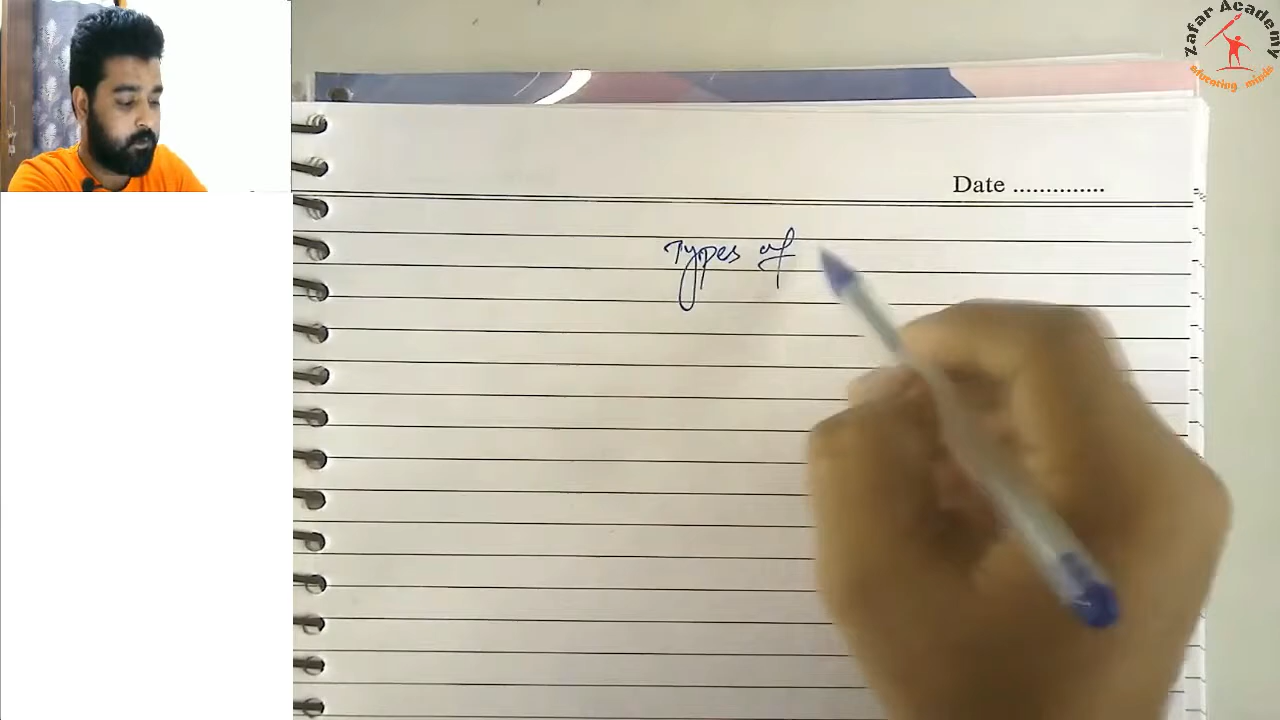 Zafar Academy
educating minds
Date ..............
Types of